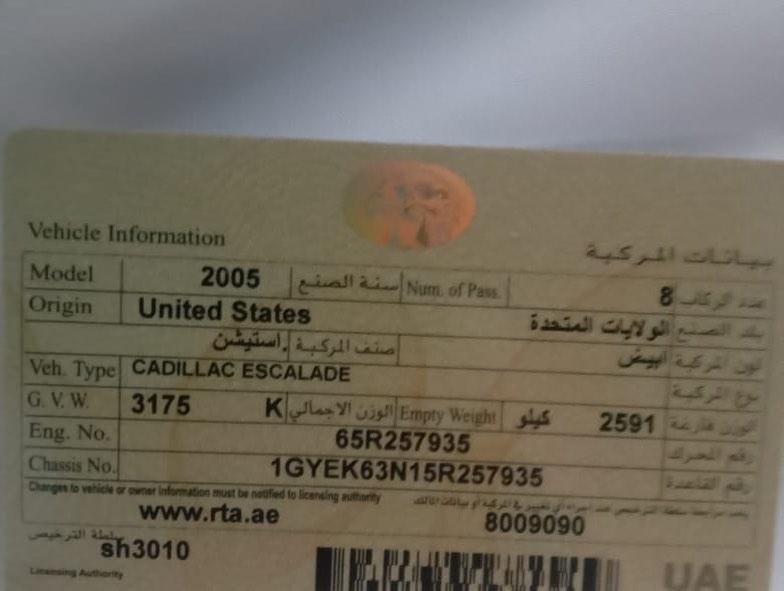 Vehicle Information بيانات المركبة
Model 2005 سنة الصنع Num. of Pass. 8 عدد الركاب
Origin United States الولايات المتحدة بلد الصنع
استيشن. صنف المركبة ابيض لون المركبة
Veh. Type CADILLAC ESCALADE نوع المركبة
G. V. W. 3175 K الوزن الاجمالي Empty Weight كيلو 2591 الوزن فارغة
Eng. No. 65R257935 رقم المحرك
Chassis No. 1GYEK63N15R257935 رقم القاعدة
Changes to vehicle or owner information must be notified to licensing authority
www.rta.ae 8009090
سلطة الترخيص
sh3010
Licensing Authority UAE